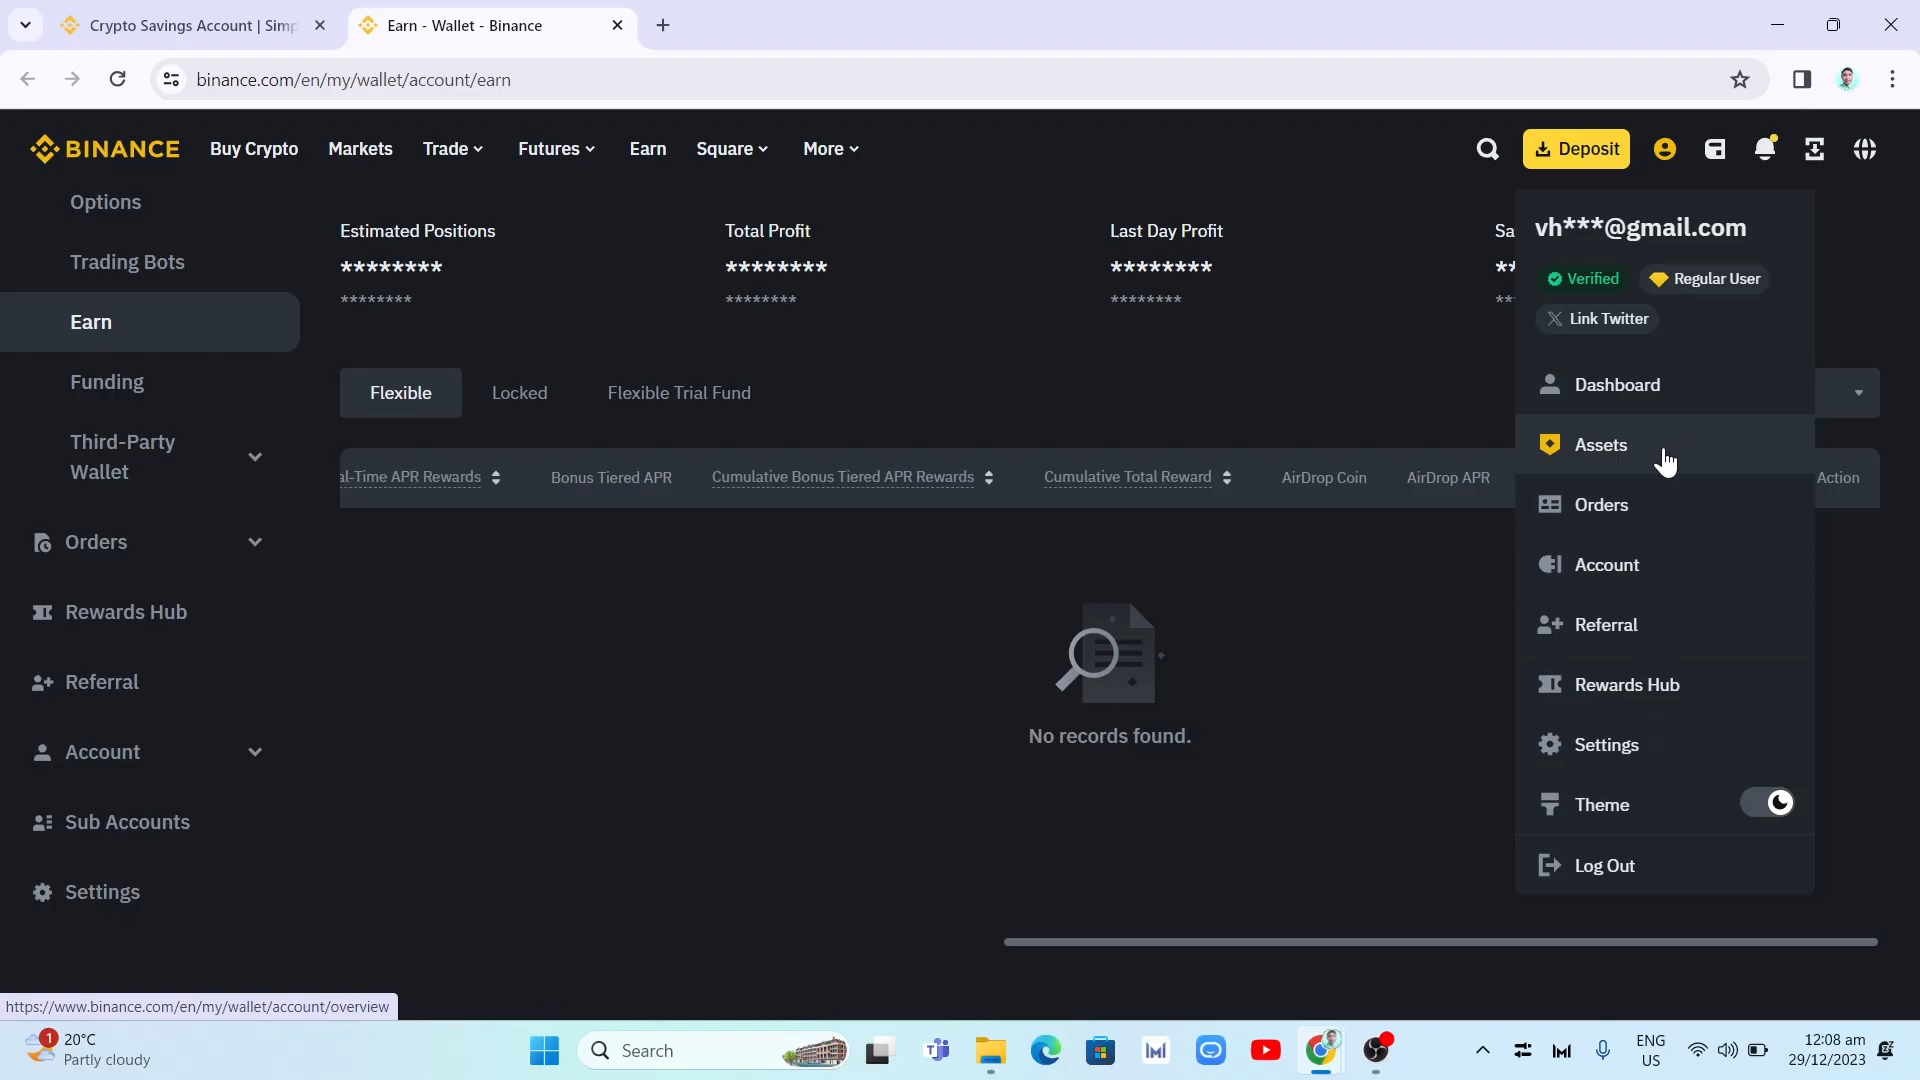 Crypto Savings Account | Simp
Earn - Wallet - Binance
binance.com/en/my/wallet/account/earn
BINANCE
Buy Crypto
Markets
Trade
Futures
Earn
Square
More
Deposit
Options
Trading Bots
Earn
Funding
Third-Party
Wallet
Orders
Rewards Hub
Referral
Account
Sub Accounts
Settings
Estimated Positions
********
********
Total Profit
********
********
Last Day Profit
********
********
Sa
**
**
Flexible
Locked
Flexible Trial Fund
al-Time APR Rewards
Bonus Tiered APR
Cumulative Bonus Tiered APR Rewards
Cumulative Total Reward
AirDrop Coin
AirDrop APR
Action
No records found.
vh***@gmail.com
Verified
Regular User
Link Twitter
Dashboard
Assets
Orders
Account
Referral
Rewards Hub
Settings
Theme
Log Out
https://www.binance.com/en/my/wallet/account/overview
1
20°C
Partly cloudy
Search
ENG
US
12:08 am
29/12/2023